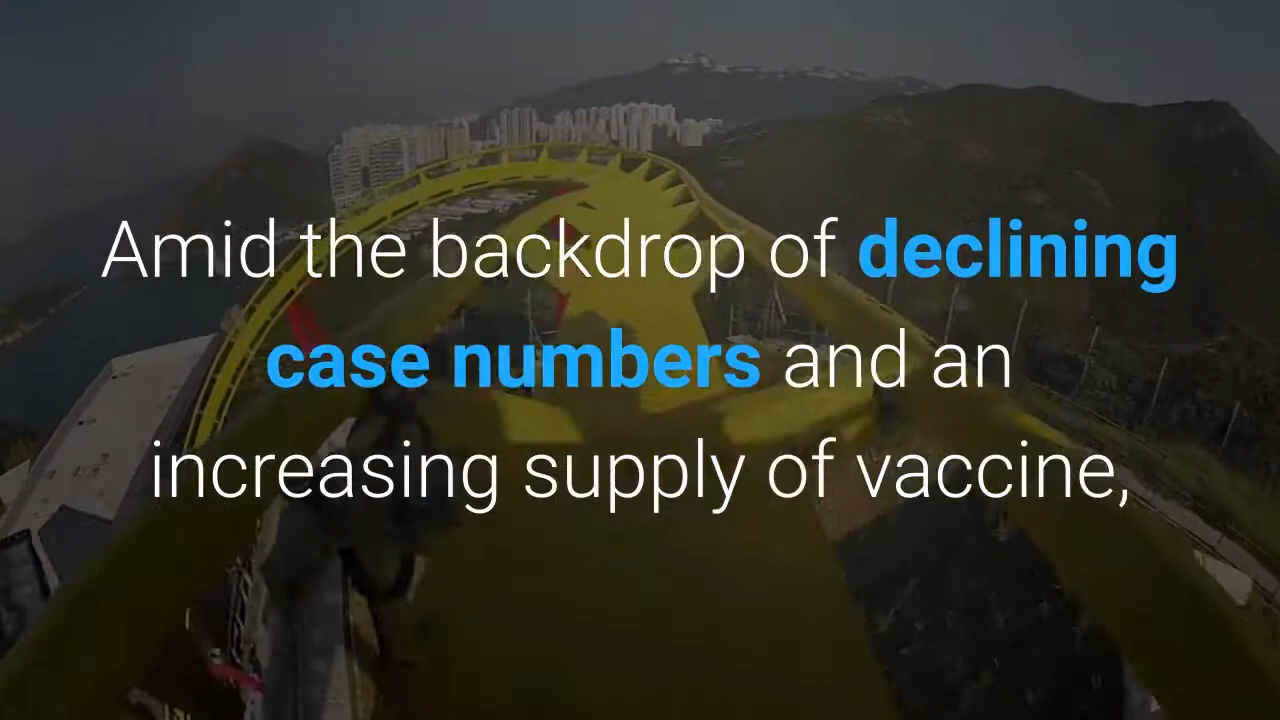 Amid the backdrop of declining
case numbers and an
increasing supply of vaccine,